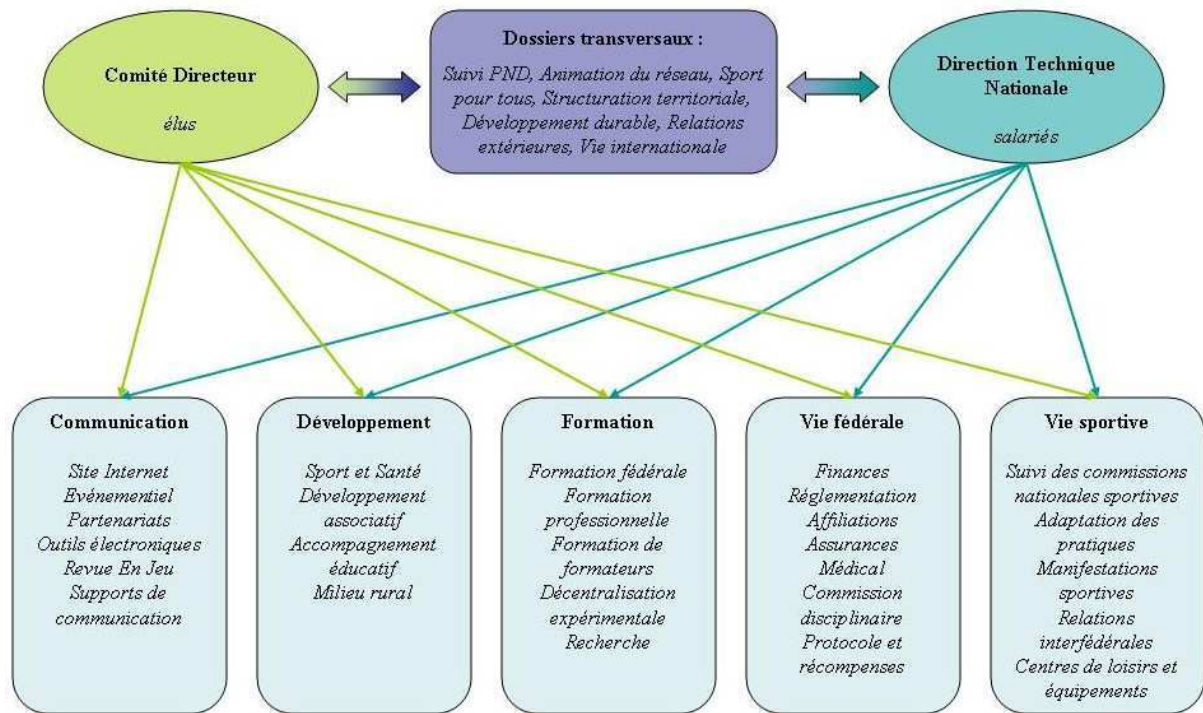 Comité Directeur
élus
Dossiers transversaux :
Suivi PND, Animation du réseau, Sport
pour tous, Structuration territoriale,
Développement durable, Relations
extérieures, Vie internationale
Direction Technique
Nationale
salariés
Communication
Site Internet
Evénementiel
Partenariats
Outils électroniques
Revue En Jeu
Supports de
communication
Développement
Sport et Santé
Développement
associatif
Accompagnement
éducatif
Milieu rural
Formation
Formation fédérale
Formation
professionnelle
Formation de
formateurs
Décentralisation
expérimentale
Recherche
Vie fédérale
Finances
Réglementation
Affiliations
Assurances
Médical
Commission
disciplinaire
Protocole et
récompenses
Vie sportive
Suivi des commissions
nationales sportives
Adaptation des
pratiques
Manifestations
sportives
Relations
interfédérales
Centres de loisirs et
équipements